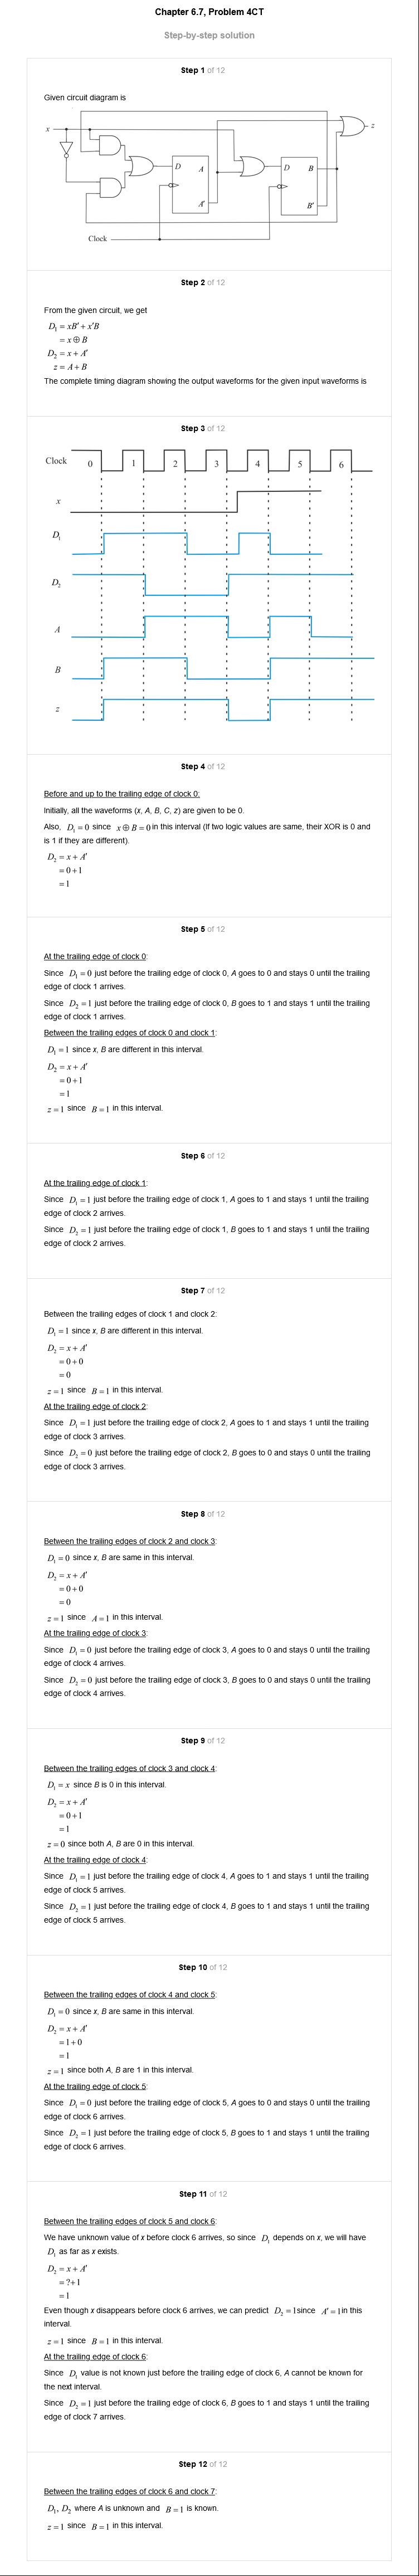 Chapter 6.7, Problem 4CT
Step-by-step solution
Step 1 of 12
Given circuit diagram is
x
z
D A
D B
A'
B'
Clock
Step 2 of 12
From the given circuit, we get
D₁ = xB' + x'B
= x ⊕ B
D₂ = x + A'
z = A + B
The complete timing diagram showing the output waveforms for the given input waveforms is
Step 3 of 12
Clock 0 1 2 3 4 5 6
x
D₁
D₂
A
B
z
Step 4 of 12
Before and up to the trailing edge of clock 0:
Initially, all the waveforms (x, A, B, C, z) are given to be 0.
Also, D₁ = 0 since x ⊕ B = 0 in this interval (If two logic values are same, their XOR is 0 and
is 1 if they are different).
D₂ = x + A'
= 0 + 1
= 1
Step 5 of 12
At the trailing edge of clock 0:
Since D₁ = 0 just before the trailing edge of clock 0, A goes to 0 and stays 0 until the trailing
edge of clock 1 arrives.
Since D₂ = 1 just before the trailing edge of clock 0, B goes to 1 and stays 1 until the trailing
edge of clock 1 arrives.
Between the trailing edges of clock 0 and clock 1:
D₁ = 1 since x, B are different in this interval.
D₂ = x + A'
= 0 + 1
= 1
z = 1 since B = 1 in this interval.
Step 6 of 12
At the trailing edge of clock 1:
Since D₁ = 1 just before the trailing edge of clock 1, A goes to 1 and stays 1 until the trailing
edge of clock 2 arrives.
Since D₂ = 1 just before the trailing edge of clock 1, B goes to 1 and stays 1 until the trailing
edge of clock 2 arrives.
Step 7 of 12
Between the trailing edges of clock 1 and clock 2:
D₁ = 1 since x, B are different in this interval.
D₂ = x + A'
= 0 + 0
= 0
z = 1 since B = 1 in this interval.
At the trailing edge of clock 2:
Since D₁ = 1 just before the trailing edge of clock 2, A goes to 1 and stays 1 until the trailing
edge of clock 3 arrives.
Since D₂ = 0 just before the trailing edge of clock 2, B goes to 0 and stays 0 until the trailing
edge of clock 3 arrives.
Step 8 of 12
Between the trailing edges of clock 2 and clock 3:
D₁ = 0 since x, B are same in this interval.
D₂ = x + A'
= 0 + 0
= 0
z = 1 since A = 1 in this interval.
At the trailing edge of clock 3:
Since D₁ = 0 just before the trailing edge of clock 3, A goes to 0 and stays 0 until the trailing
edge of clock 4 arrives.
Since D₂ = 0 just before the trailing edge of clock 3, B goes to 0 and stays 0 until the trailing
edge of clock 4 arrives.
Step 9 of 12
Between the trailing edges of clock 3 and clock 4:
D₁ = x since B is 0 in this interval.
D₂ = x + A'
= 0 + 1
= 1
z = 0 since both A, B are 0 in this interval.
At the trailing edge of clock 4:
Since D₁ = 1 just before the trailing edge of clock 4, A goes to 1 and stays 1 until the trailing
edge of clock 5 arrives.
Since D₂ = 1 just before the trailing edge of clock 4, B goes to 1 and stays 1 until the trailing
edge of clock 5 arrives.
Step 10 of 12
Between the trailing edges of clock 4 and clock 5:
D₁ = 0 since x, B are same in this interval.
D₂ = x + A'
= 1 + 0
= 1
z = 1 since both A, B are 1 in this interval.
At the trailing edge of clock 5:
Since D₁ = 0 just before the trailing edge of clock 5, A goes to 0 and stays 0 until the trailing
edge of clock 6 arrives.
Since D₂ = 1 just before the trailing edge of clock 5, B goes to 1 and stays 1 until the trailing
edge of clock 6 arrives.
Step 11 of 12
Between the trailing edges of clock 5 and clock 6:
We have unknown value of x before clock 6 arrives, so since D₁ depends on x, we will have
D₁ as far as x exists.
D₂ = x + A'
= ? + 1
= 1
Even though x disappears before clock 6 arrives, we can predict D₂ = 1 since A' = 1 in this
interval.
z = 1 since B = 1 in this interval.
At the trailing edge of clock 6:
Since D₁ value is not known just before the trailing edge of clock 6, A cannot be known for
the next interval.
Since D₂ = 1 just before the trailing edge of clock 6, B goes to 1 and stays 1 until the trailing
edge of clock 7 arrives.
Step 12 of 12
Between the trailing edges of clock 6 and clock 7:
D₁, D₂ where A is unknown and B = 1 is known.
z = 1 since B = 1 in this interval.